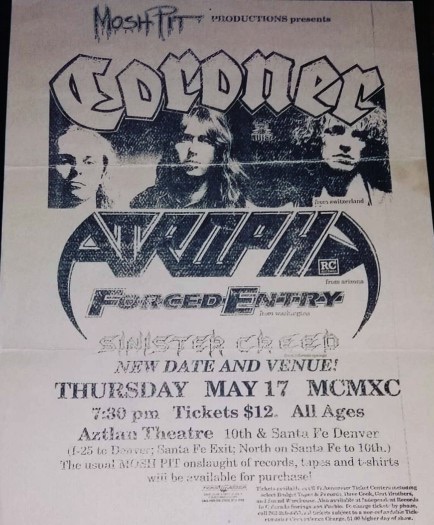 MOSH PIT PRODUCTIONS presents
Coroner
from switzerland
ATROPHY
RC
from arizona
FORCED ENTRY
from washington
SINISTER CREED
NEW DATE AND VENUE!
THURSDAY MAY 17 MCMXC
7:30 pm Tickets $12. All Ages
Aztlan Theatre 10th & Santa Fe Denver
(I-25 to Denver; Santa Fe Exit; North on Santa Fe to 10th.)
The usual MOSH PIT onslaught of records, tapes and t-shirts
will be available for purchase!